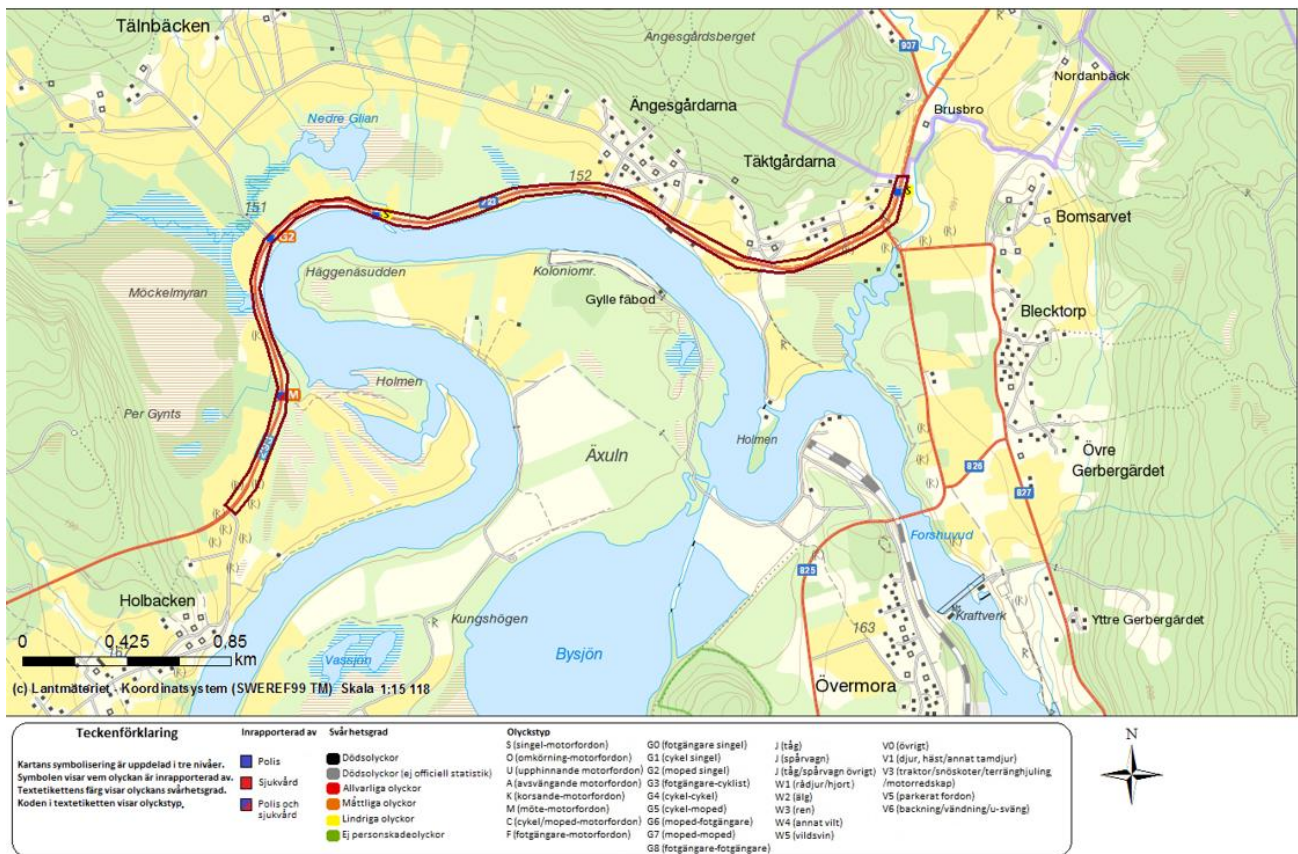 Tälnbäcken
Ängesgårdsberget
937
Nordanbäck
Ängesgårdarna
Brusbro
Nedre Glian
Täktgårdarna
152
151
S
S
Bomsarvet
G2
Häggenäsudden
Koloniomr.
Möckelmyran
Gylle fäbod
Blecktorp
Holmen
M
Per Gynts
Holmen
Äxuln
Övre
Gerbergärdet
826
827
Forshuvud
825
Holbacken
Kungshögen
Kraftverk
Yttre Gerbergärdet
163
0 0,425 0,85
km
Vassjön
Bysjön
(c) Lantmäteriet - Koordinatsystem (SWEREF99 TM) Skala 1:15 118
Övermora
Teckenförklaring
Kartans symbolisering är uppdelad i tre nivåer.
Symbolen visar vem olyckan är inrapporterad av.
Textetikettens färg visar olyckans svårhetsgrad.
Koden i textetiketten visar olyckstyp.
Inrapporterad av
Polis
Sjukvård
Polis och
sjukvård
Svårhetsgrad
Dödsolyckor
Dödsolyckor (ej officiell statistik)
Allvarliga olyckor
Måttliga olyckor
Lindriga olyckor
Ej personskadeolyckor
Olyckstyp
S (singel-motorfordon)
O (omkörning-motorfordon)
U (upphinnande motorfordon)
A (avsvängande motorfordon)
K (korsande-motorfordon)
M (möte-motorfordon)
C (cykel/moped-motorfordon)
F (fotgängare-motorfordon)
G0 (fotgängare singel)
G1 (cykel singel)
G2 (moped singel)
G3 (fotgängare-cyklist)
G4 (cykel-cykel)
G5 (cykel-moped)
G6 (moped-fotgängare)
G7 (moped-moped)
G8 (fotgängare-fotgängare)
J (tåg)
J (spårvagn)
J (tåg/spårvagn övrigt)
W1 (rådjur/hjort)
W2 (älg)
W3 (ren)
W4 (annat vilt)
W5 (vildsvin)
V0 (övrigt)
V1 (djur, häst/annat tamdjur)
V3 (traktor/snöskoter/terränghjuling
/motorredskap)
V5 (parkerat fordon)
V6 (backning/vändning/u-sväng)
N